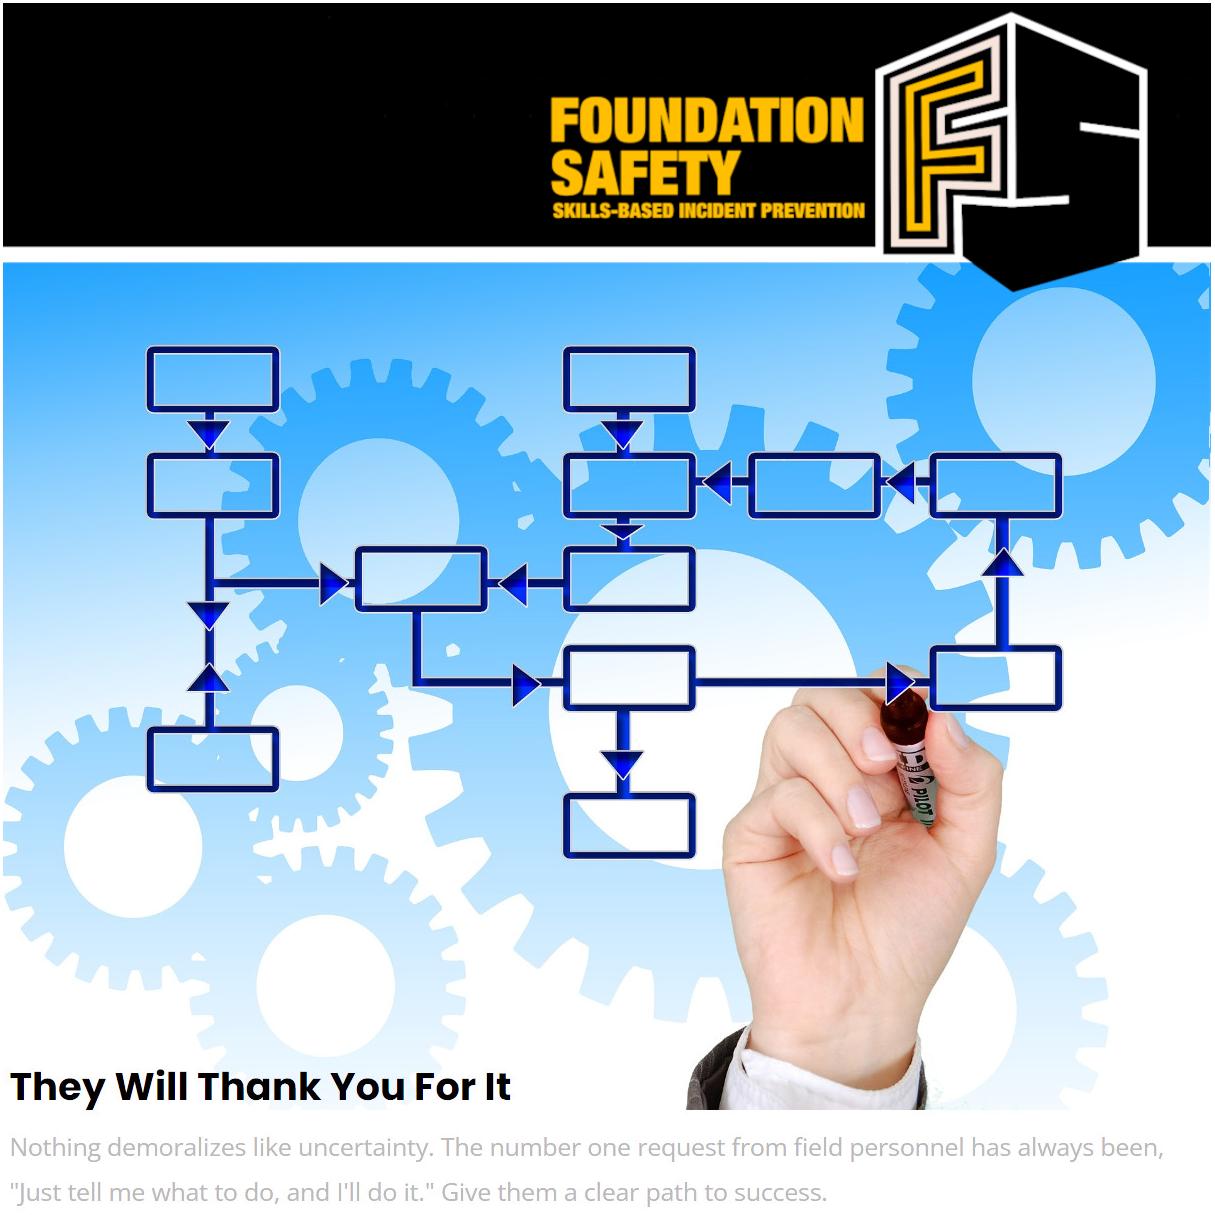 FOUNDATION
SAFETY
SKILLS-BASED INCIDENT PREVENTION
PILOT
They Will Thank You For It
Nothing demoralizes like uncertainty. The number one request from field personnel has always been,
"Just tell me what to do, and I'll do it." Give them a clear path to success.